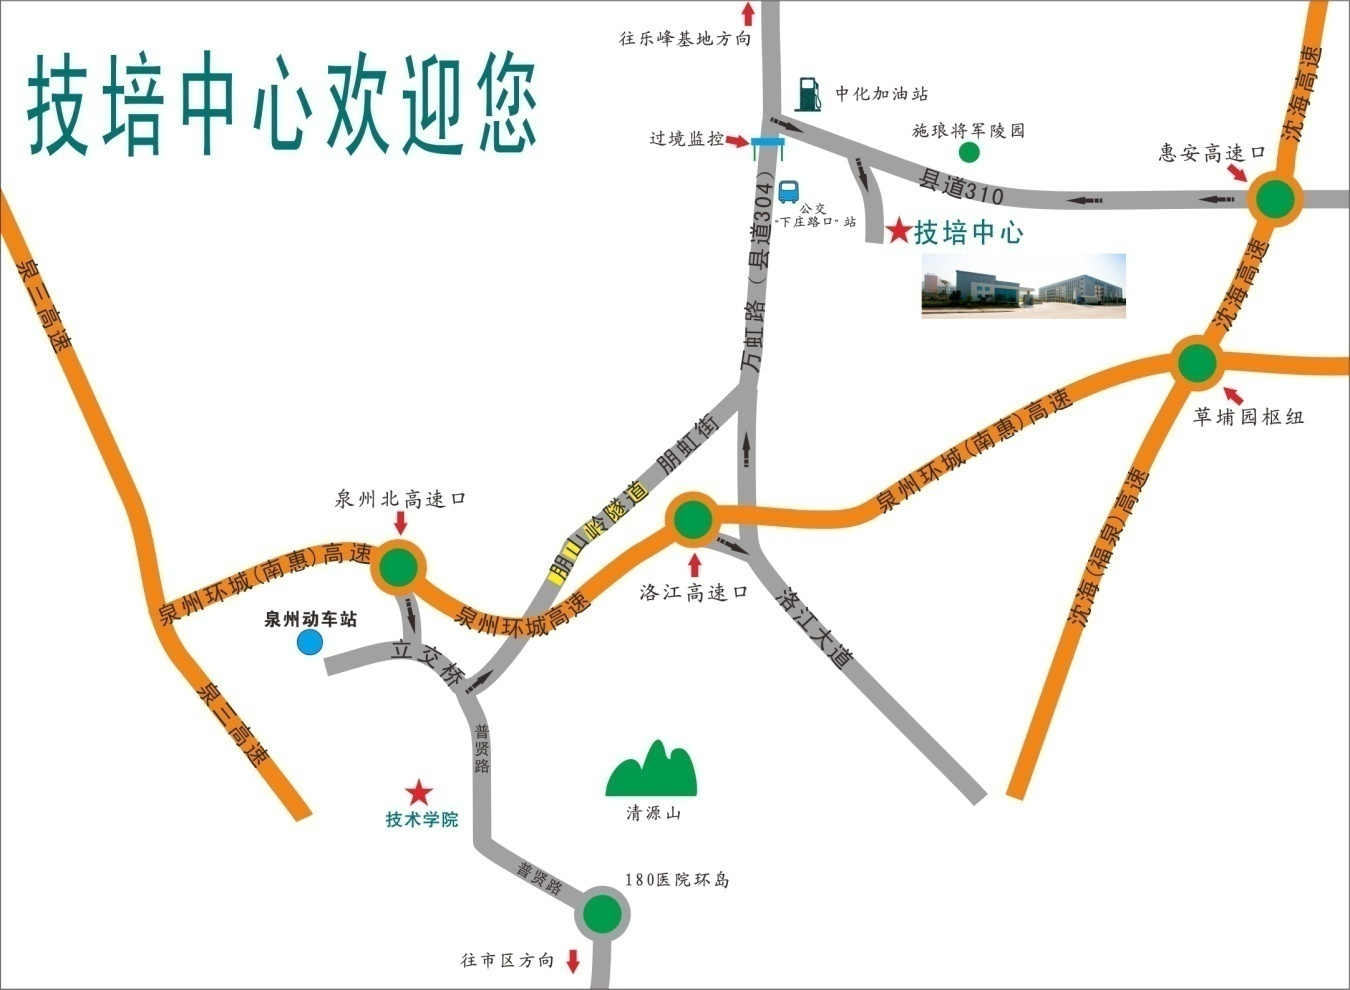 技培中心欢迎您
往乐峰基地方向
中化加油站
过境监控
施琅将军陵园
惠安高速口
沈海高速
县道310
公交
"下庄路口"站
技培中心
万虹路（县道304）
沈海高速
泉三高速
草埔园枢纽
朋虹街
泉州环城(南惠)高速
朋山岭隧道
泉州北高速口
沈海(福泉)高速
泉州环城(南惠)高速
洛江高速口
泉州环城高速
泉州动车站
洛江大道
立交桥
泉三高速
普贤路
技术学院
清源山
普贤路
180医院环岛
往市区方向